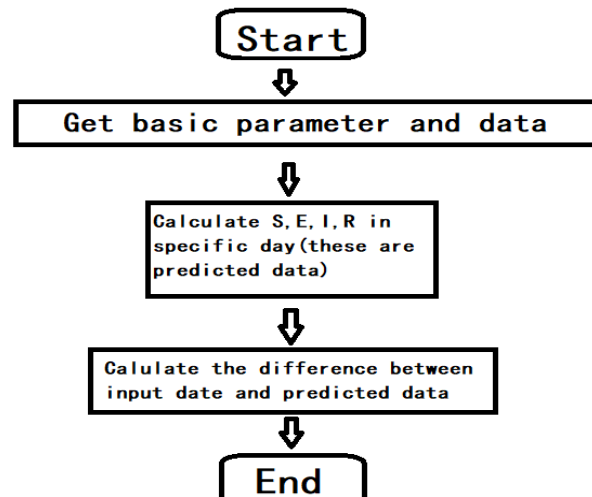 Start
Get basic parameter and data
Calculate S,E,I,R in
specific day(these are
predicted data)
Calulate the difference between
input date and predicted data
End